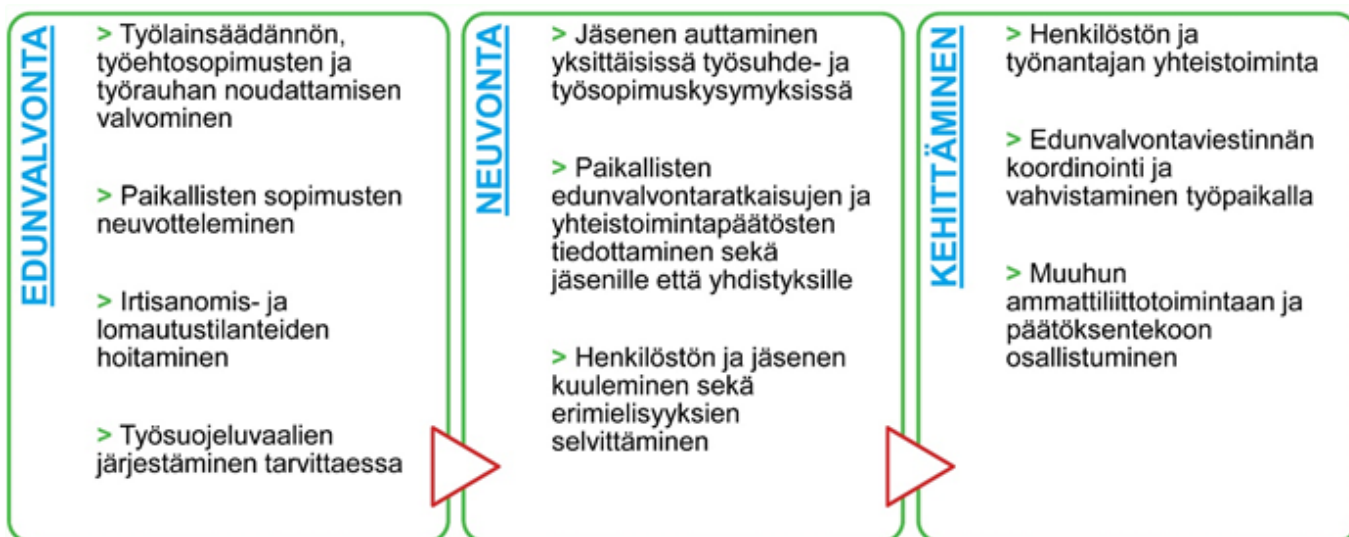 EDUNVALVONTA
> Työlainsäädännön,
työehtosopimusten ja
työrauhan noudattamisen
valvominen
> Paikallisten sopimusten
neuvotteleminen
> Irtisanomis- ja
lomautustilanteiden
hoitaminen
> Työsuojeluvaalien
järjestäminen tarvittaessa
NEUVONTA
> Jäsenen auttaminen
yksittäisissä työsuhde- ja
työsopimuskysymyksissä
> Paikallisten
edunvalvontaratkaisujen ja
yhteistoimintapäätösten
tiedottaminen sekä
jäsenille että yhdistyksille
> Henkilöstön ja jäsenen
kuuleminen sekä
erimielisyyksien
selvittäminen
KEHITTÄMINEN
> Henkilöstön ja
työnantajan yhteistoiminta
> Edunvalvontaviestinnän
koordinointi ja
vahvistaminen työpaikalla
> Muuhun
ammattiliittotoimintaan ja
päätöksentekoon
osallistuminen